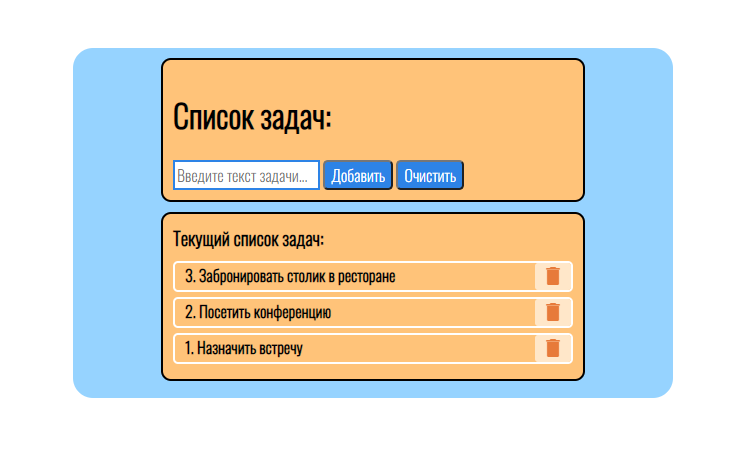 Список задач:
Введите текст задачи... Добавить Очистить
Текущий список задач:
3. Забронировать столик в ресторане
2. Посетить конференцию
1. Назначить встречу